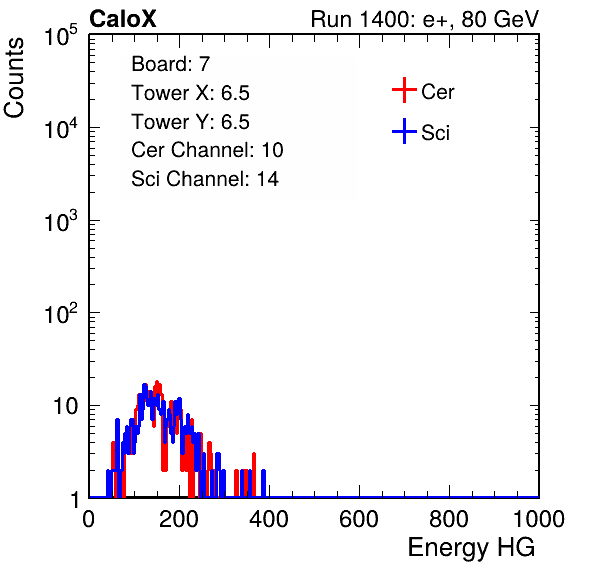 CaloX Run 1400: e+, 80 GeV
Counts
Board: 7
Tower X: 6.5
Tower Y: 6.5
Cer Channel: 10
Sci Channel: 14
Cer
Sci
10^5
10^4
10^3
10^2
10
1
0 200 400 600 800 1000
Energy HG